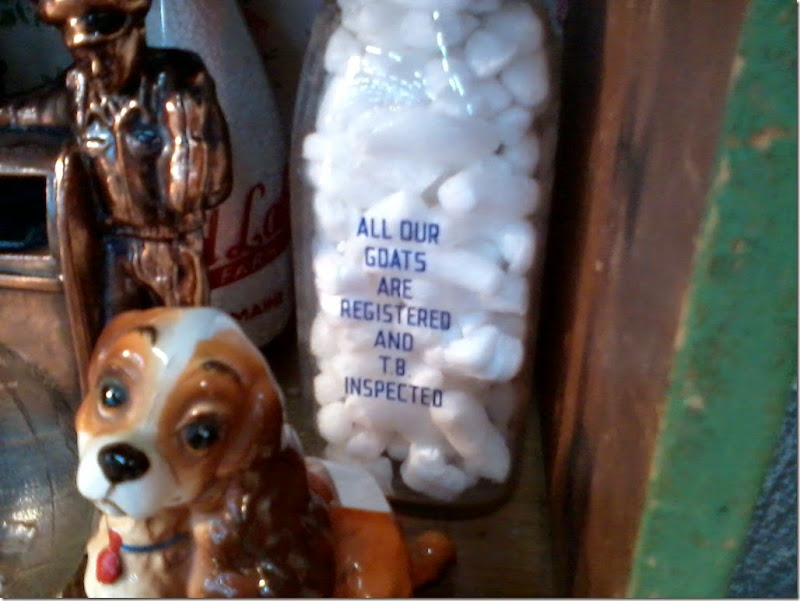 ALL OUR
GOATS
ARE
REGISTERED
AND
T.B.
INSPECTED